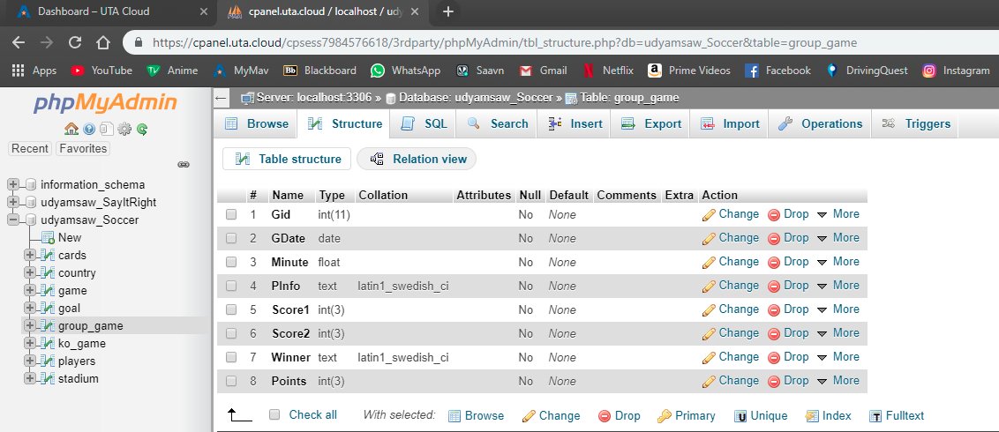 Dashboard – UTA Cloud
cpanel.uta.cloud / localhost / udy
https://cpanel.uta.cloud/cpsess7984576618/3rdparty/phpMyAdmin/tbl_structure.php?db=udyamsaw_Soccer&table=group_game
Apps YouTube Anime MyMav Blackboard WhatsApp Saavn Gmail Netflix Prime Videos Facebook DrivingQuest Instagram
phpMyAdmin
Recent Favorites
information_schema
udyamsaw_SayItRight
udyamsaw_Soccer
New
cards
country
game
goal
group_game
ko_game
players
stadium
Server: localhost:3306 » Database: udyamsaw_Soccer » Table: group_game
Browse Structure SQL Search Insert Export Import Operations Triggers
Table structure Relation view
# Name Type Collation Attributes Null Default Comments Extra Action
1 Gid int(11) No None Change Drop More
2 GDate date No None Change Drop More
3 Minute float No None Change Drop More
4 PInfo text latin1_swedish_ci No None Change Drop More
5 Score1 int(3) No None Change Drop More
6 Score2 int(3) No None Change Drop More
7 Winner text latin1_swedish_ci No None Change Drop More
8 Points int(3) No None Change Drop More
Check all With selected: Browse Change Drop Primary Unique Index Fulltext